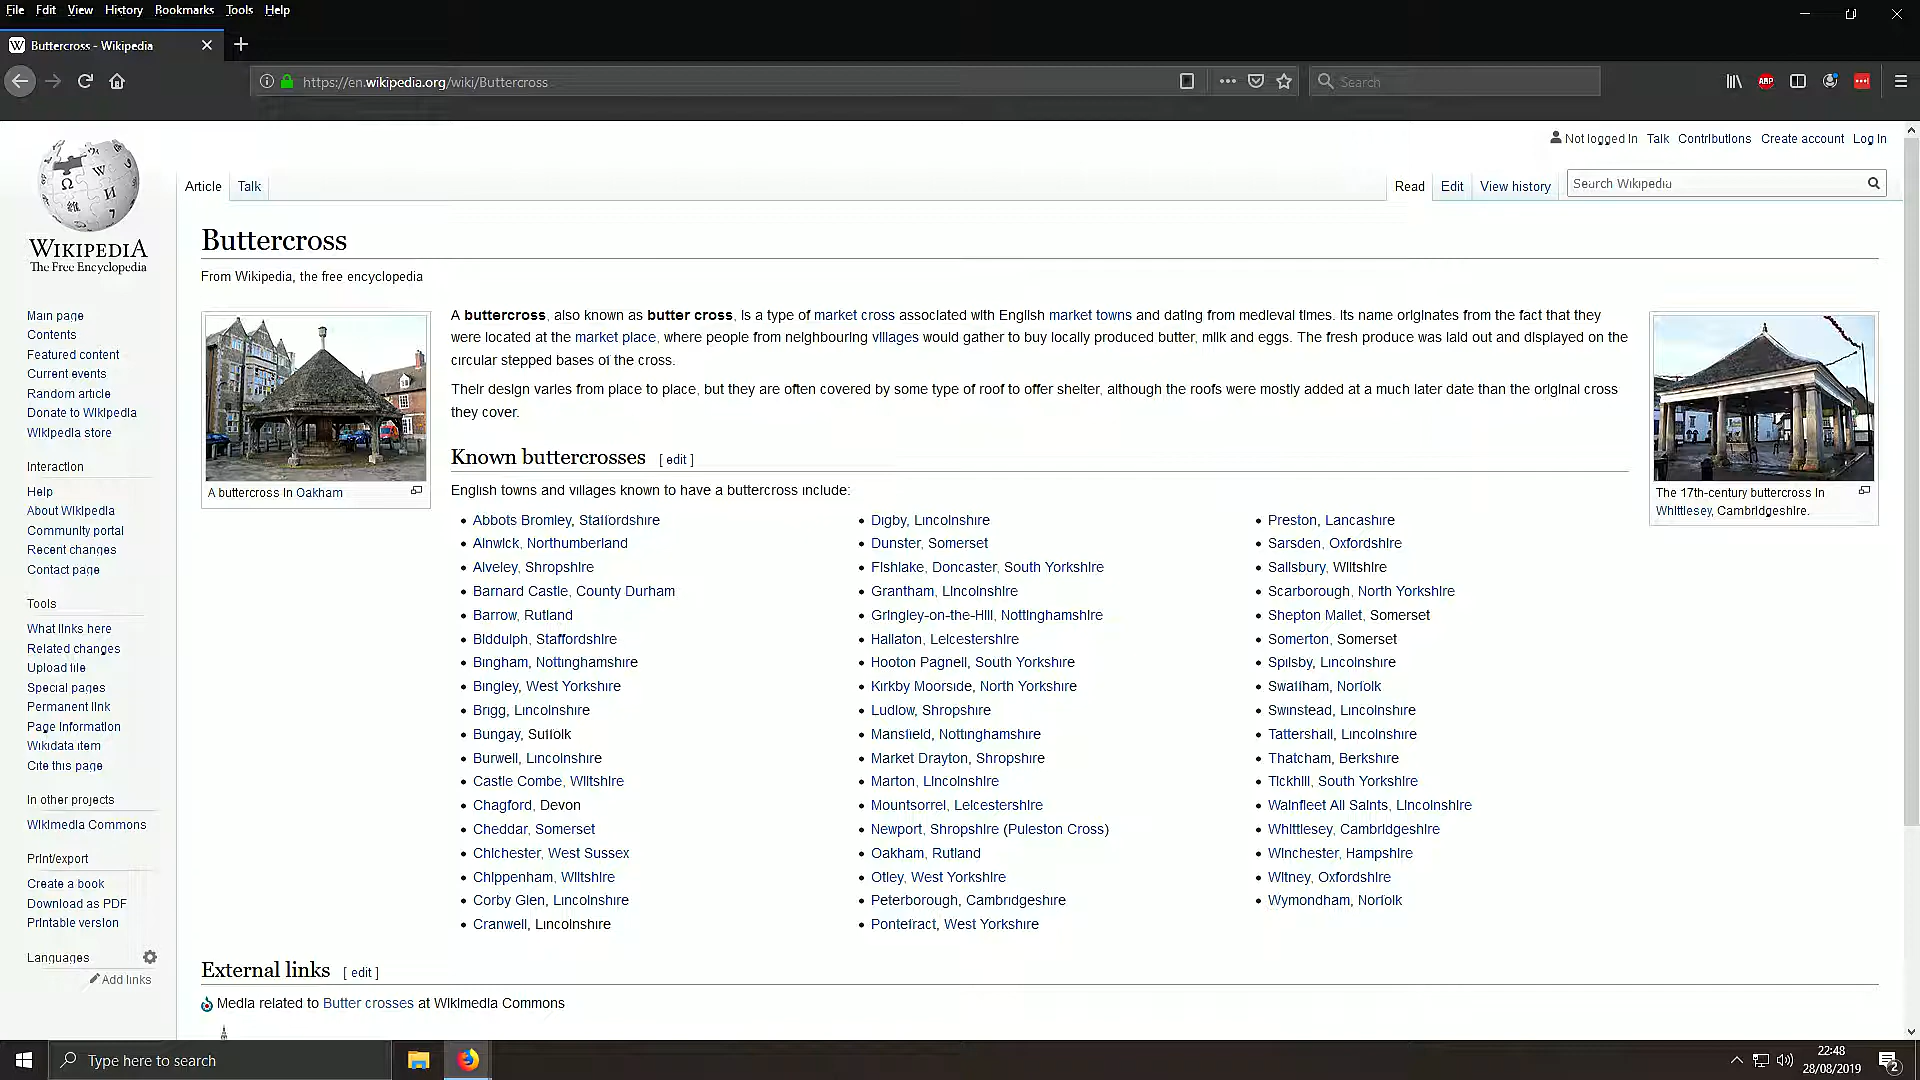 File Edit View History Bookmarks Tools Help
Buttercross - Wikipedia
https://en.wikipedia.org/wiki/Buttercross
Search
ABP
Not logged in Talk Contributions Create account Log in
Article Talk
Read Edit View history
Search Wikipedia
WIKIPEDIA
The Free Encyclopedia
Main page
Contents
Featured content
Current events
Random article
Donate to Wikipedia
Wikipedia store
Interaction
Help
About Wikipedia
Community portal
Recent changes
Contact page
Tools
What links here
Related changes
Upload file
Special pages
Permanent link
Page information
Wikidata item
Cite this page
In other projects
Wikimedia Commons
Print/export
Create a book
Download as PDF
Printable version
Languages
Add links
Buttercross
From Wikipedia, the free encyclopedia
A buttercross in Oakham
A buttercross, also known as butter cross, is a type of market cross associated with English market towns and dating from medieval times. Its name originates from the fact that they
were located at the market place, where people from neighbouring villages would gather to buy locally produced butter, milk and eggs. The fresh produce was laid out and displayed on the
circular stepped bases of the cross.
Their design varies from place to place, but they are often covered by some type of roof to offer shelter, although the roofs were mostly added at a much later date than the original cross
they cover.
The 17th-century buttercross in
Whittlesey, Cambridgeshire.
Known buttercrosses [ edit ]
English towns and villages known to have a buttercross include:
Abbots Bromley, Staffordshire
Alnwick, Northumberland
Alveley, Shropshire
Barnard Castle, County Durham
Barrow, Rutland
Biddulph, Staffordshire
Bingham, Nottinghamshire
Bingley, West Yorkshire
Brigg, Lincolnshire
Bungay, Suffolk
Burwell, Lincolnshire
Castle Combe, Wiltshire
Chagford, Devon
Cheddar, Somerset
Chichester, West Sussex
Chippenham, Wiltshire
Corby Glen, Lincolnshire
Cranwell, Lincolnshire
Digby, Lincolnshire
Dunster, Somerset
Fishlake, Doncaster, South Yorkshire
Grantham, Lincolnshire
Gringley-on-the-Hill, Nottinghamshire
Hallaton, Leicestershire
Hooton Pagnell, South Yorkshire
Kirkby Moorside, North Yorkshire
Ludlow, Shropshire
Mansfield, Nottinghamshire
Market Drayton, Shropshire
Marton, Lincolnshire
Mountsorrel, Leicestershire
Newport, Shropshire (Puleston Cross)
Oakham, Rutland
Otley, West Yorkshire
Peterborough, Cambridgeshire
Pontefract, West Yorkshire
Preston, Lancashire
Sarsden, Oxfordshire
Salisbury, Wiltshire
Scarborough, North Yorkshire
Shepton Mallet, Somerset
Somerton, Somerset
Spilsby, Lincolnshire
Swaffham, Norfolk
Swinstead, Lincolnshire
Tattershall, Lincolnshire
Thatcham, Berkshire
Tickhill, South Yorkshire
Wainfleet All Saints, Lincolnshire
Whittlesey, Cambridgeshire
Winchester, Hampshire
Witney, Oxfordshire
Wymondham, Norfolk
External links [ edit ]
Media related to Butter crosses at Wikimedia Commons
Type here to search
22:48
28/08/2019
2